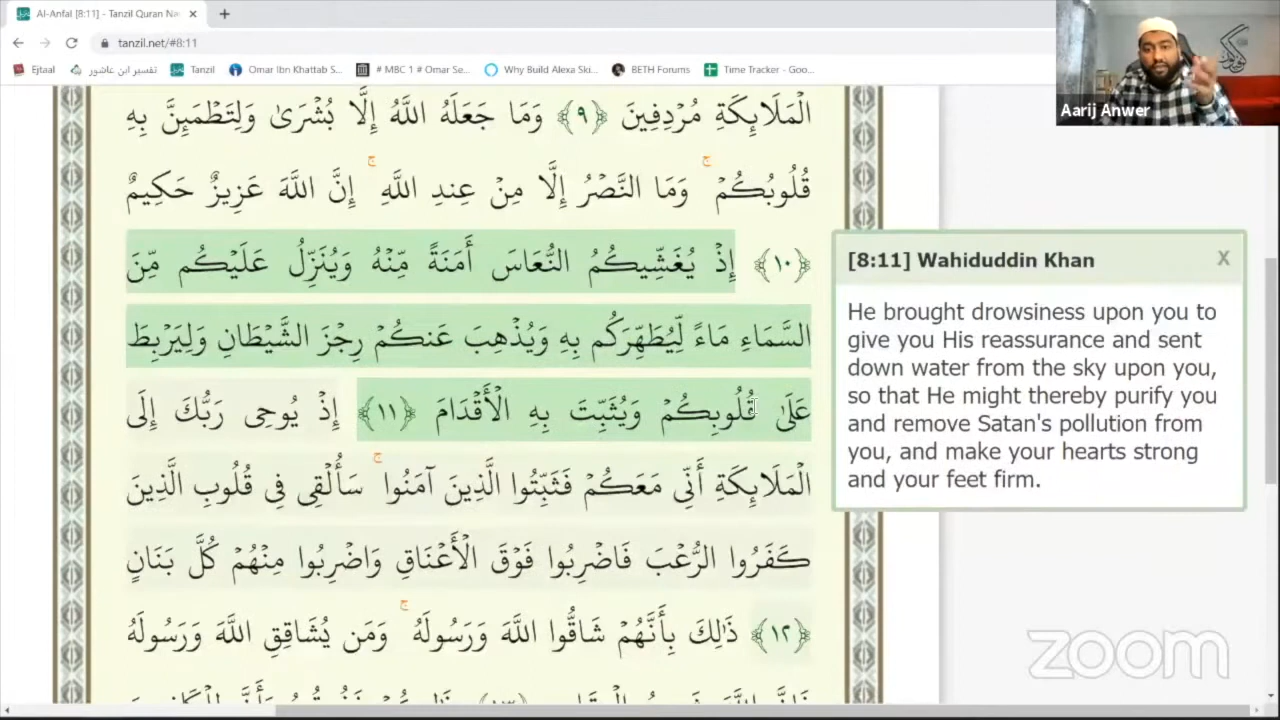 Al-Anfal [8:11] - Tanzil Quran Na
tanzil.net/#8:11
Ejtaal
تفسير ابن عاشور
Tanzil
Omar Ibn Khattab S...
# MBC 1 # Omar Se...
Why Build Alexa Ski...
BETH Forums
Time Tracker - Goo...
Aarij Anwer
الْمَلَائِكَةِ مُرْدِفِينَ ﴿٩﴾ وَمَا جَعَلَهُ اللَّهُ إِلَّا بُشْرَىٰ وَلِتَطْمَئِنَّ بِهِ
قُلُوبُكُمْ ۚ وَمَا النَّصْرُ إِلَّا مِنْ عِندِ اللَّهِ ۚ إِنَّ اللَّهَ عَزِيزٌ حَكِيمٌ
﴿١٠﴾ إِذْ يُغَشِّيكُمُ النُّعَاسَ أَمَنَةً مِّنْهُ وَيُنَزِّلُ عَلَيْكُم مِّنَ
السَّمَاءِ مَاءً لِّيُطَهِّرَكُم بِهِ وَيُذْهِبَ عَنكُمْ رِجْزَ الشَّيْطَانِ وَلِيَرْبِطَ
عَلَىٰ قُلُوبِكُمْ وَيُثَبِّتَ بِهِ الْأَقْدَامَ ﴿١١﴾ إِذْ يُوحِي رَبُّكَ إِلَى
الْمَلَائِكَةِ أَنِّي مَعَكُمْ فَثَبِّتُوا الَّذِينَ آمَنُوا ۚ سَأُلْقِي فِي قُلُوبِ الَّذِينَ
كَفَرُوا الرُّعْبَ فَاضْرِبُوا فَوْقَ الْأَعْنَاقِ وَاضْرِبُوا مِنْهُمْ كُلَّ بَنَانٍ
﴿١٢﴾ ذَٰلِكَ بِأَنَّهُمْ شَاقُّوا اللَّهَ وَرَسُولَهُ ۚ وَمَن يُشَاقِقِ اللَّهَ وَرَسُولَهُ
[8:11] Wahiduddin Khan
X
He brought drowsiness upon you to
give you His reassurance and sent
down water from the sky upon you,
so that He might thereby purify you
and remove Satan's pollution from
you, and make your hearts strong
and your feet firm.
zoom